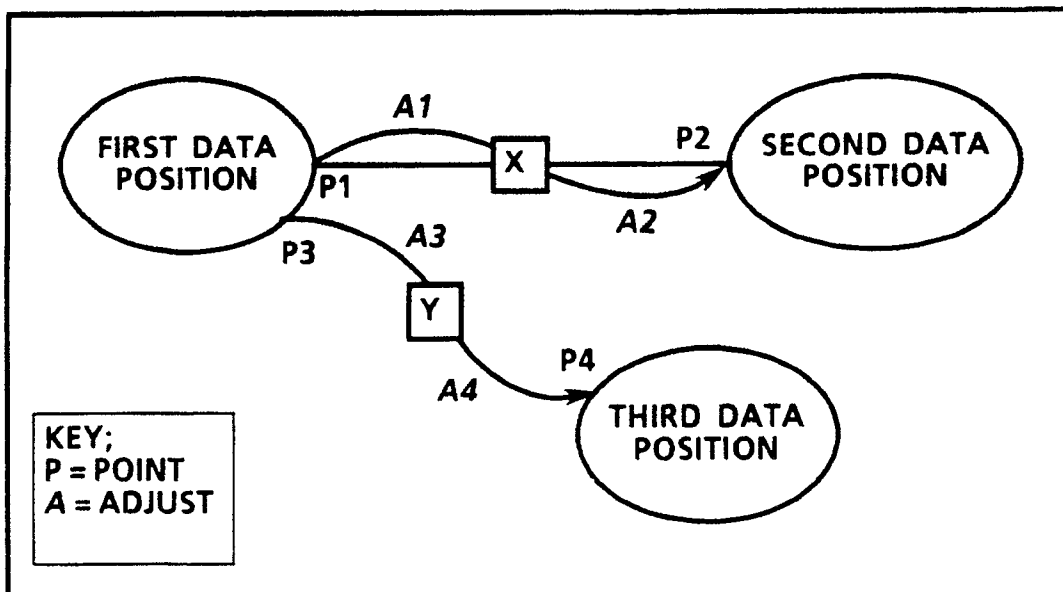 FIRST DATA
POSITION
A1
X
P1
P2
A2
SECOND DATA
POSITION
P3
A3
Y
A4
P4
THIRD DATA
POSITION
KEY;
P = POINT
A = ADJUST